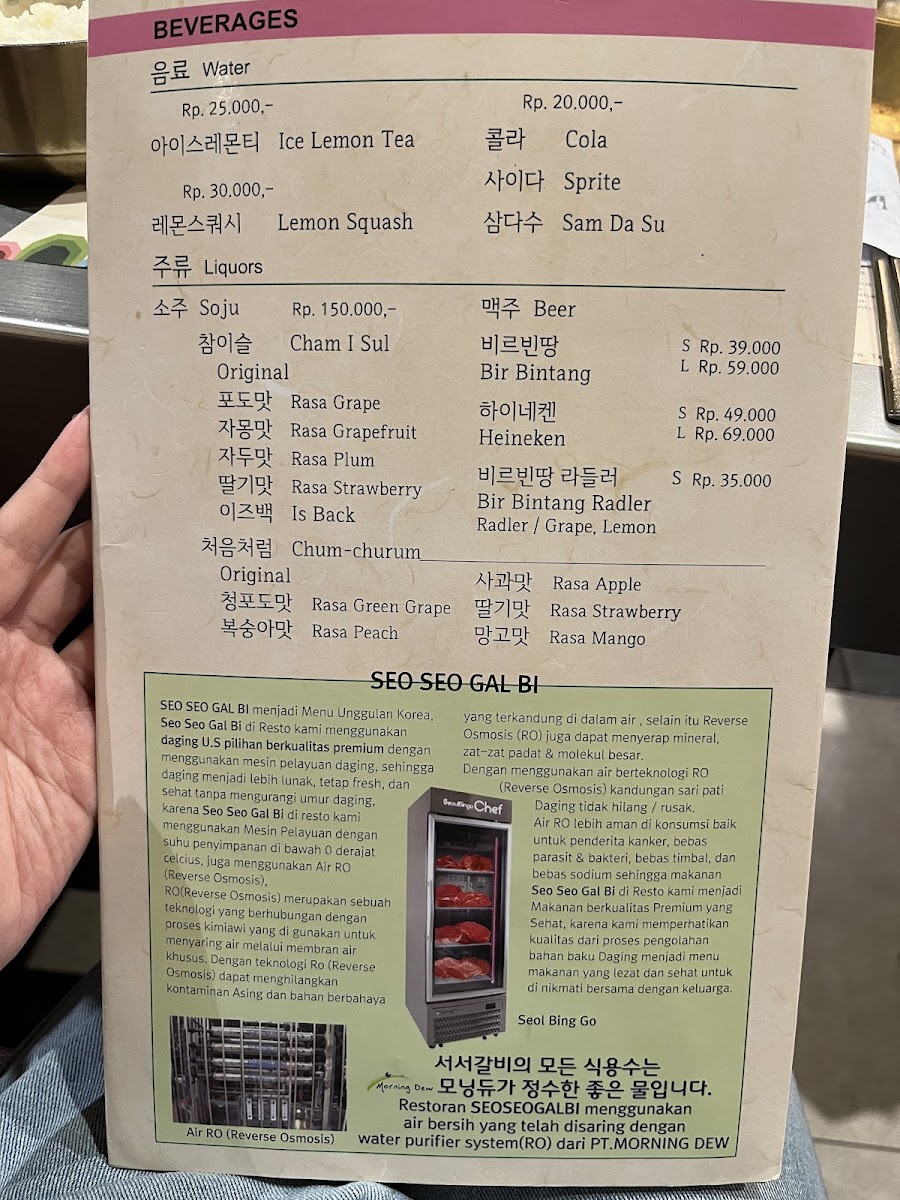 BEVERAGES
음료 Water
Rp. 25.000,-
아이스레몬티 Ice Lemon Tea
Rp. 30.000,-
레몬스쿼시 Lemon Squash
Rp. 20.000,-
콜라 Cola
사이다 Sprite
삼다수 Sam Da Su
주류 Liquors
소주 Soju Rp. 150.000,-
참이슬 Cham I Sul
Original
포도맛 Rasa Grape
자몽맛 Rasa Grapefruit
자두맛 Rasa Plum
딸기맛 Rasa Strawberry
이즈백 Is Back
처음처럼 Chum-churum
Original
청포도맛 Rasa Green Grape
복숭아맛 Rasa Peach
사과맛 Rasa Apple
딸기맛 Rasa Strawberry
망고맛 Rasa Mango
맥주 Beer
비르빈땅 S Rp. 39.000
Bir Bintang L Rp. 59.000
하이네켄 S Rp. 49.000
Heineken L Rp. 69.000
비르빈땅 라들러 S Rp. 35.000
Bir Bintang Radler
Radler / Grape, Lemon
SEO SEO GAL BI
SEO SEO GAL BI menjadi Menu Unggulan Korea,
Seo Seo Gal Bi di Resto kami menggunakan
daging U.S pilihan berkualitas premium dengan
menggunakan mesin pelayuan daging, sehingga
daging menjadi lebih lunak, tetap fresh, dan
sehat tanpa mengurangi umur daging,
karena Seo Seo Gal Bi di resto kami
menggunakan Mesin Pelayuan dengan
suhu penyimpanan di bawah 0 derajat
celcius, juga menggunakan Air RO
(Reverse Osmosis),
RO(Reverse Osmosis) merupakan sebuah
teknologi yang berhubungan dengan
proses kimiawi yang di gunakan untuk
menyaring air melalui membran air
khusus. Dengan teknologi Ro (Reverse
Osmosis) dapat menghilangkan
kontaminan Asing dan bahan berbahaya
yang terkandung di dalam air , selain itu Reverse
Osmosis (RO) juga dapat menyerap mineral,
zat-zat padat & molekul besar.
Dengan menggunakan air berteknologi RO
(Reverse Osmosis) kandungan sari pati
Daging tidak hilang / rusak.
Air RO lebih aman di konsumsi baik
untuk penderita kanker, bebas
parasit & bakteri, bebas timbal, dan
bebas sodium sehingga makanan
Seo Seo Gal Bi di Resto kami menjadi
Makanan berkualitas Premium yang
Sehat, karena kami memperhatikan
kualitas dari proses pengolahan
bahan baku Daging menjadi menu
makanan yang lezat dan sehat untuk
di nikmati bersama dengan keluarga.
SeoulBingo Chef
Seol Bing Go
Air RO (Reverse Osmosis)
서서갈비의 모든 식용수는
Morning Dew 모닝듀가 정수한 좋은 물입니다.
Restoran SEOSEOGALBI menggunakan
air bersih yang telah disaring dengan
water purifier system(RO) dari PT.MORNING DEW